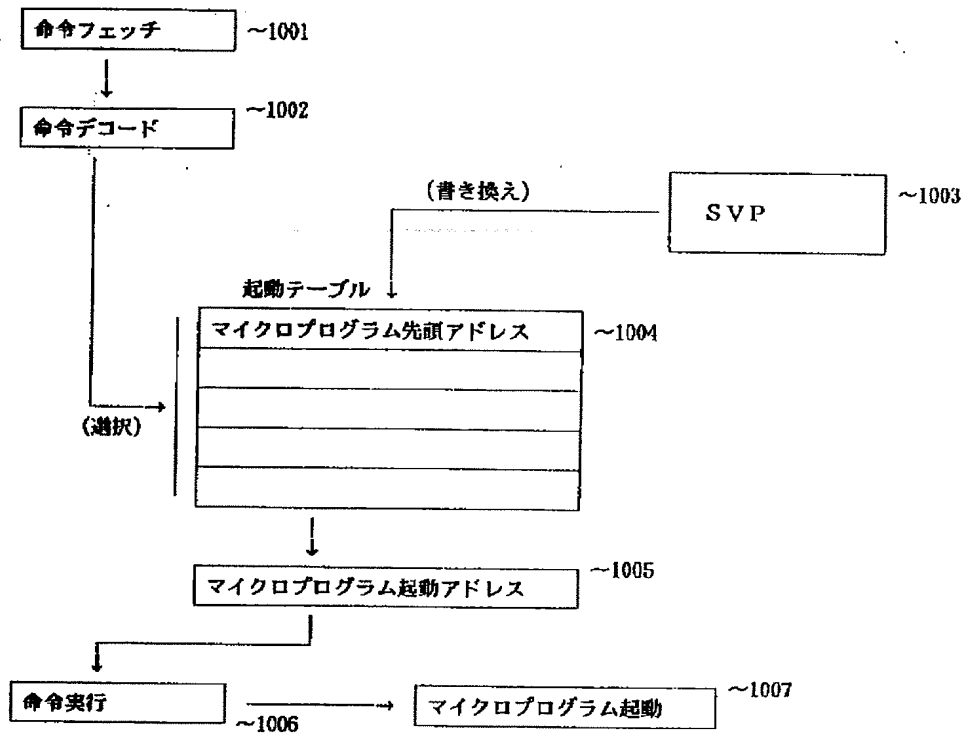 命令フェッチ ～1001
命令デコード ～1002
(書き換え)
SVP ～1003
起動テーブル
マイクロプログラム先頭アドレス ～1004
(選択)
マイクロプログラム起動アドレス ～1005
命令実行 ～1006
マイクロプログラム起動 ～1007